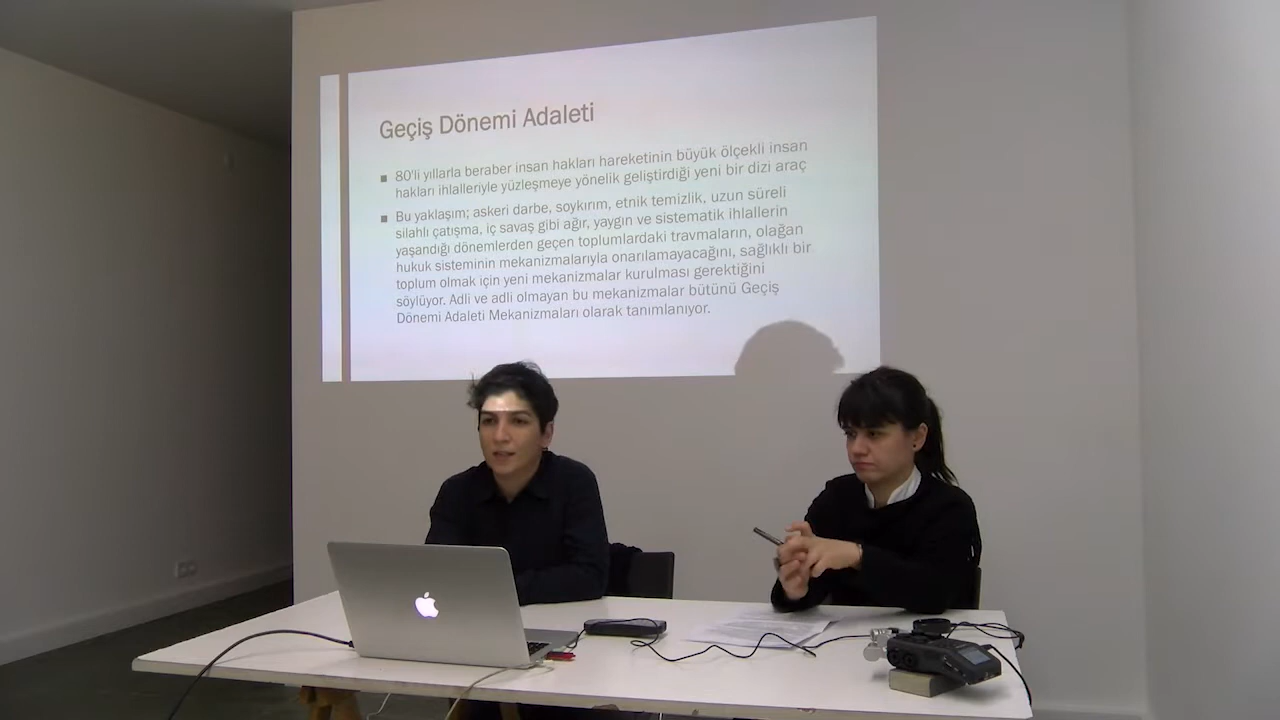 Geçiş Dönemi Adaleti
80'li yıllarla beraber insan hakları hareketinin büyük ölçekli insan
hakları ihlalleriyle yüzleşmeye yönelik geliştirdiği yeni bir dizi araç
Bu yaklaşım; askeri darbe, soykırım, etnik temizlik, uzun süreli
silahlı çatışma, iç savaş gibi ağır, yaygın ve sistematik ihlallerin
yaşandığı dönemlerden geçen toplumlardaki travmaların, olağan
hukuk sisteminin mekanizmalarıyla onarılamayacağını, sağlıklı bir
toplum olmak için yeni mekanizmalar kurulması gerektiğini
söylüyor. Adli ve adli olmayan bu mekanizmalar bütünü Geçiş
Dönemi Adaleti Mekanizmaları olarak tanımlanıyor.